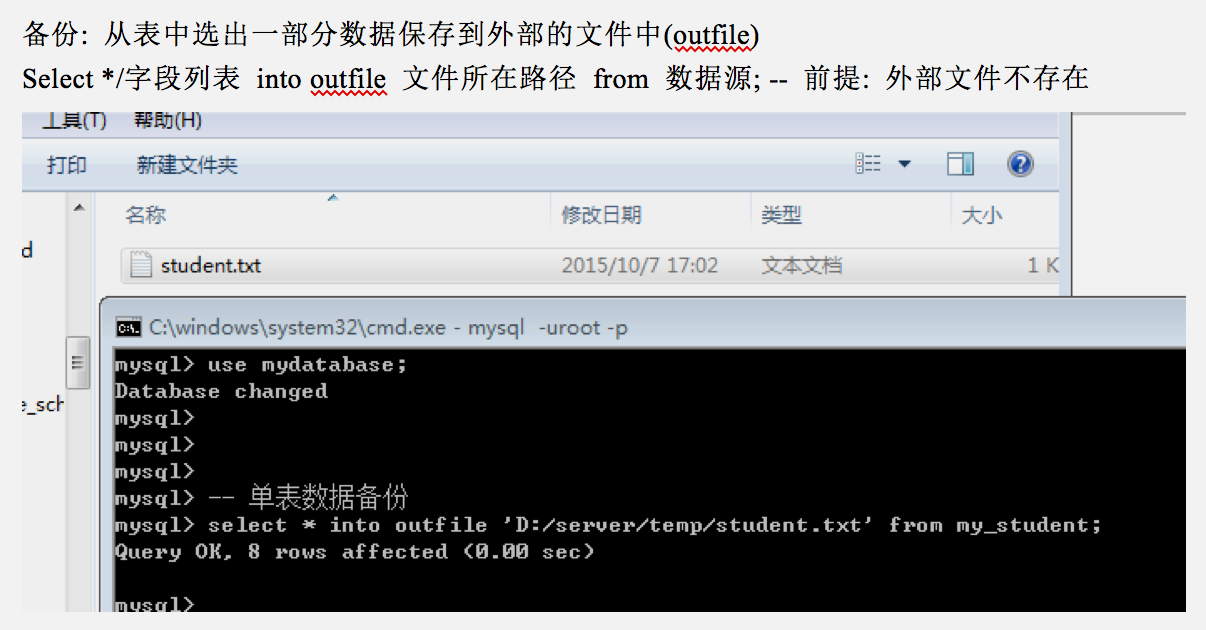 备份: 从表中选出一部分数据保存到外部的文件中(outfile)
Select */字段列表 into outfile 文件所在路径 from 数据源; -- 前提: 外部文件不存在
工具(T) 帮助(H)
打印 新建文件夹
名称 修改日期 类型 大小
d
student.txt 2015/10/7 17:02 文本文档 1 K
C:\windows\system32\cmd.exe - mysql -uroot -p
mysql> use mydatabase;
Database changed
e_sch
mysql>
mysql>
mysql>
mysql> -- 单表数据备份
mysql> select * into outfile 'D:/server/temp/student.txt' from my_student;
Query OK, 8 rows affected (0.00 sec)
mysql>